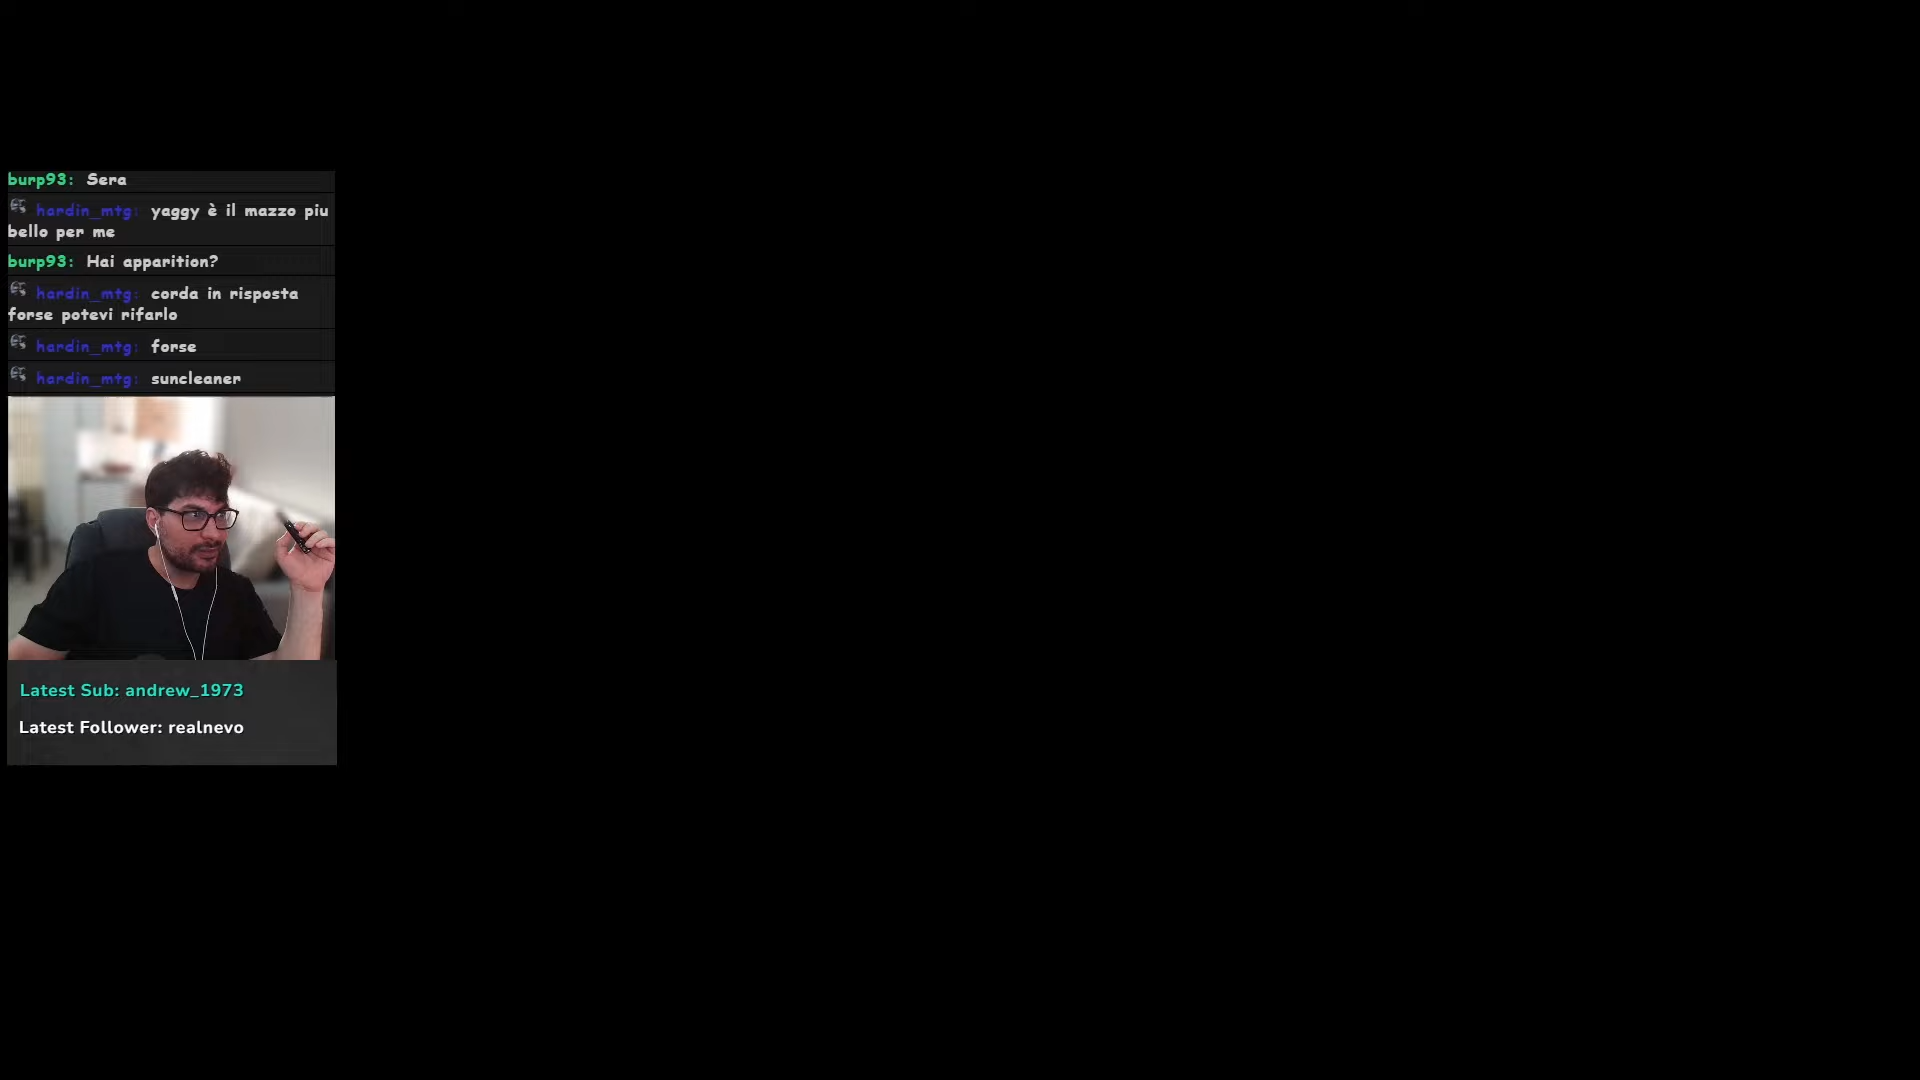 burp93: Sera
hardin_mtg: yaggy è il mazzo piu
bello per me
burp93: Hai apparition?
hardin_mtg: corda in risposta
forse potevi rifarlo
hardin_mtg: forse
hardin_mtg: suncleaner
Latest Sub: andrew_1973
Latest Follower: realnevo